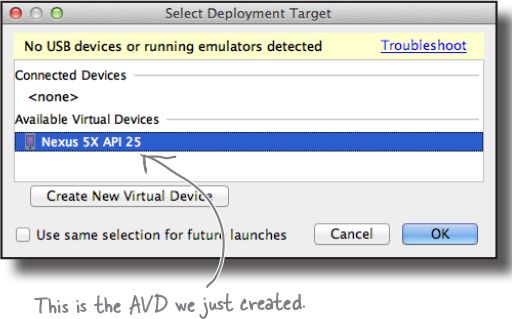 Select Deployment Target
No USB devices or running emulators detected Troubleshoot
Connected Devices
<none>
Available Virtual Devices
Nexus 5X API 25
Create New Virtual Device
Use same selection for future launches Cancel OK
This is the AVD we just created.